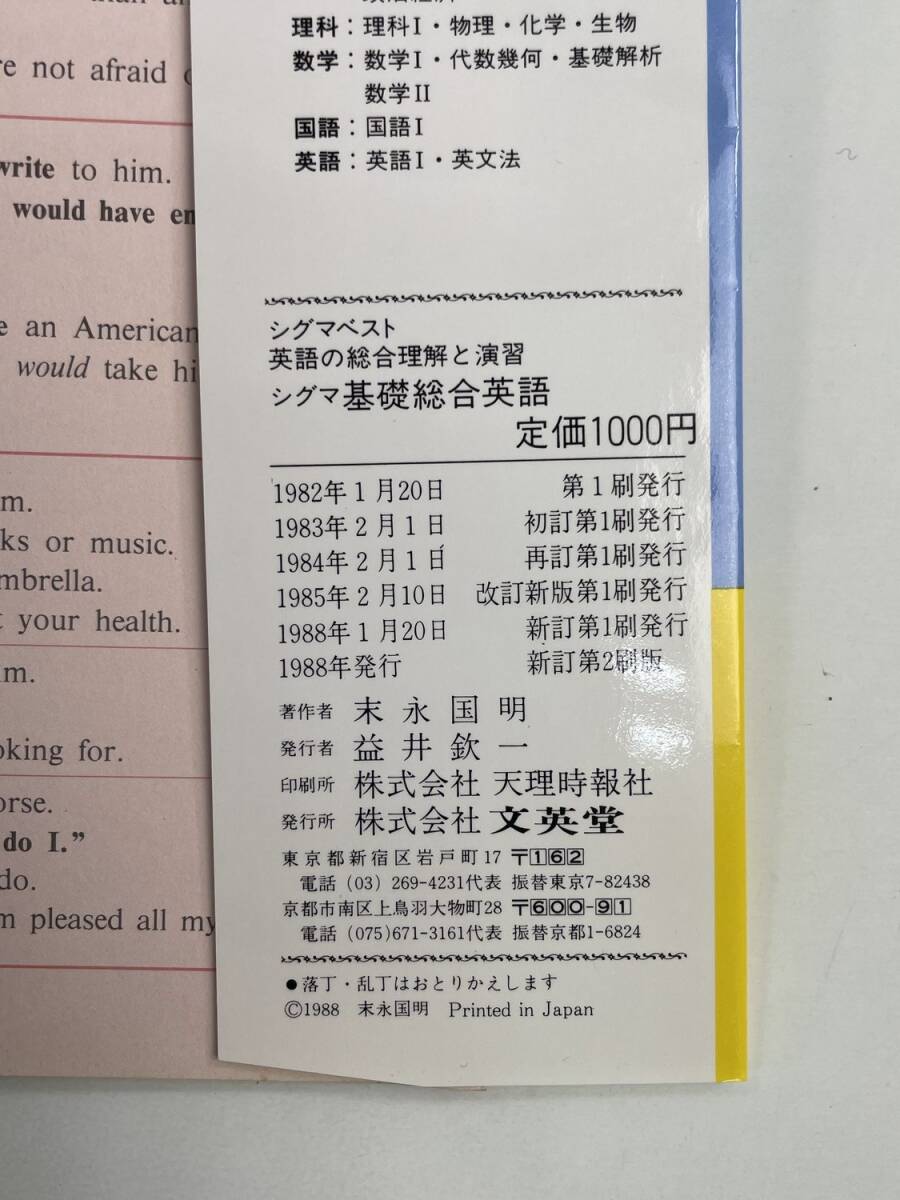 re not afraid
write to him.
would have
e an American
would take
m.
ks or music.
mbrella.
t your health.
im.
oking for.
orse.
do I.”
do.
m pleased all my
理科：理科I・物理・化学・生物
数学：数学I・代数幾何・基礎解析
数学II
国語：国語I
英語：英語I・英文法
シグマベスト
英語の総合理解と演習
シグマ 基礎総合英語
定価1000円
1982年1月20日 第1刷発行
1983年2月1日 初訂第1刷発行
1984年2月1日 再訂第1刷発行
1985年2月10日 改訂新版第1刷発行
1988年1月20日 新訂第1刷発行
1988年発行 新訂第2刷版
著作者 末永国明
発行者 益井欽一
印刷所 株式会社 天理時報社
発行所 株式会社 文英堂
東京都新宿区岩戸町17 〒162
電話 (03) 269-4231代表 振替東京7-82438
京都市南区上鳥羽大物町28 〒600-91
電話 (075)671-3161代表 振替京都1-6824
●落丁・乱丁はおとりかえします
©1988 末永国明 Printed in Japan